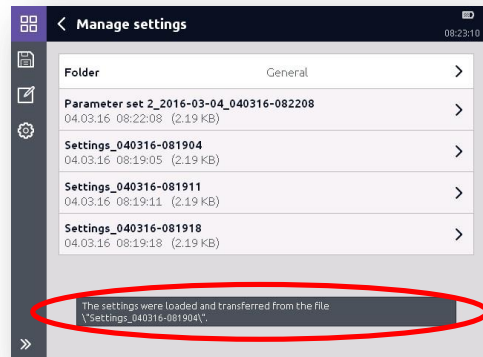 Manage settings
08:23:10
Folder General
Parameter set 2_2016-03-04_040316-082208
04.03.16 08:22:08 (2.19 KB)
Settings_040316-081904
04.03.16 08:19:05 (2.19 KB)
Settings_040316-081911
04.03.16 08:19:11 (2.19 KB)
Settings_040316-081918
04.03.16 08:19:18 (2.19 KB)
The settings were loaded and transferred from the file
\"Settings_040316-081904\".